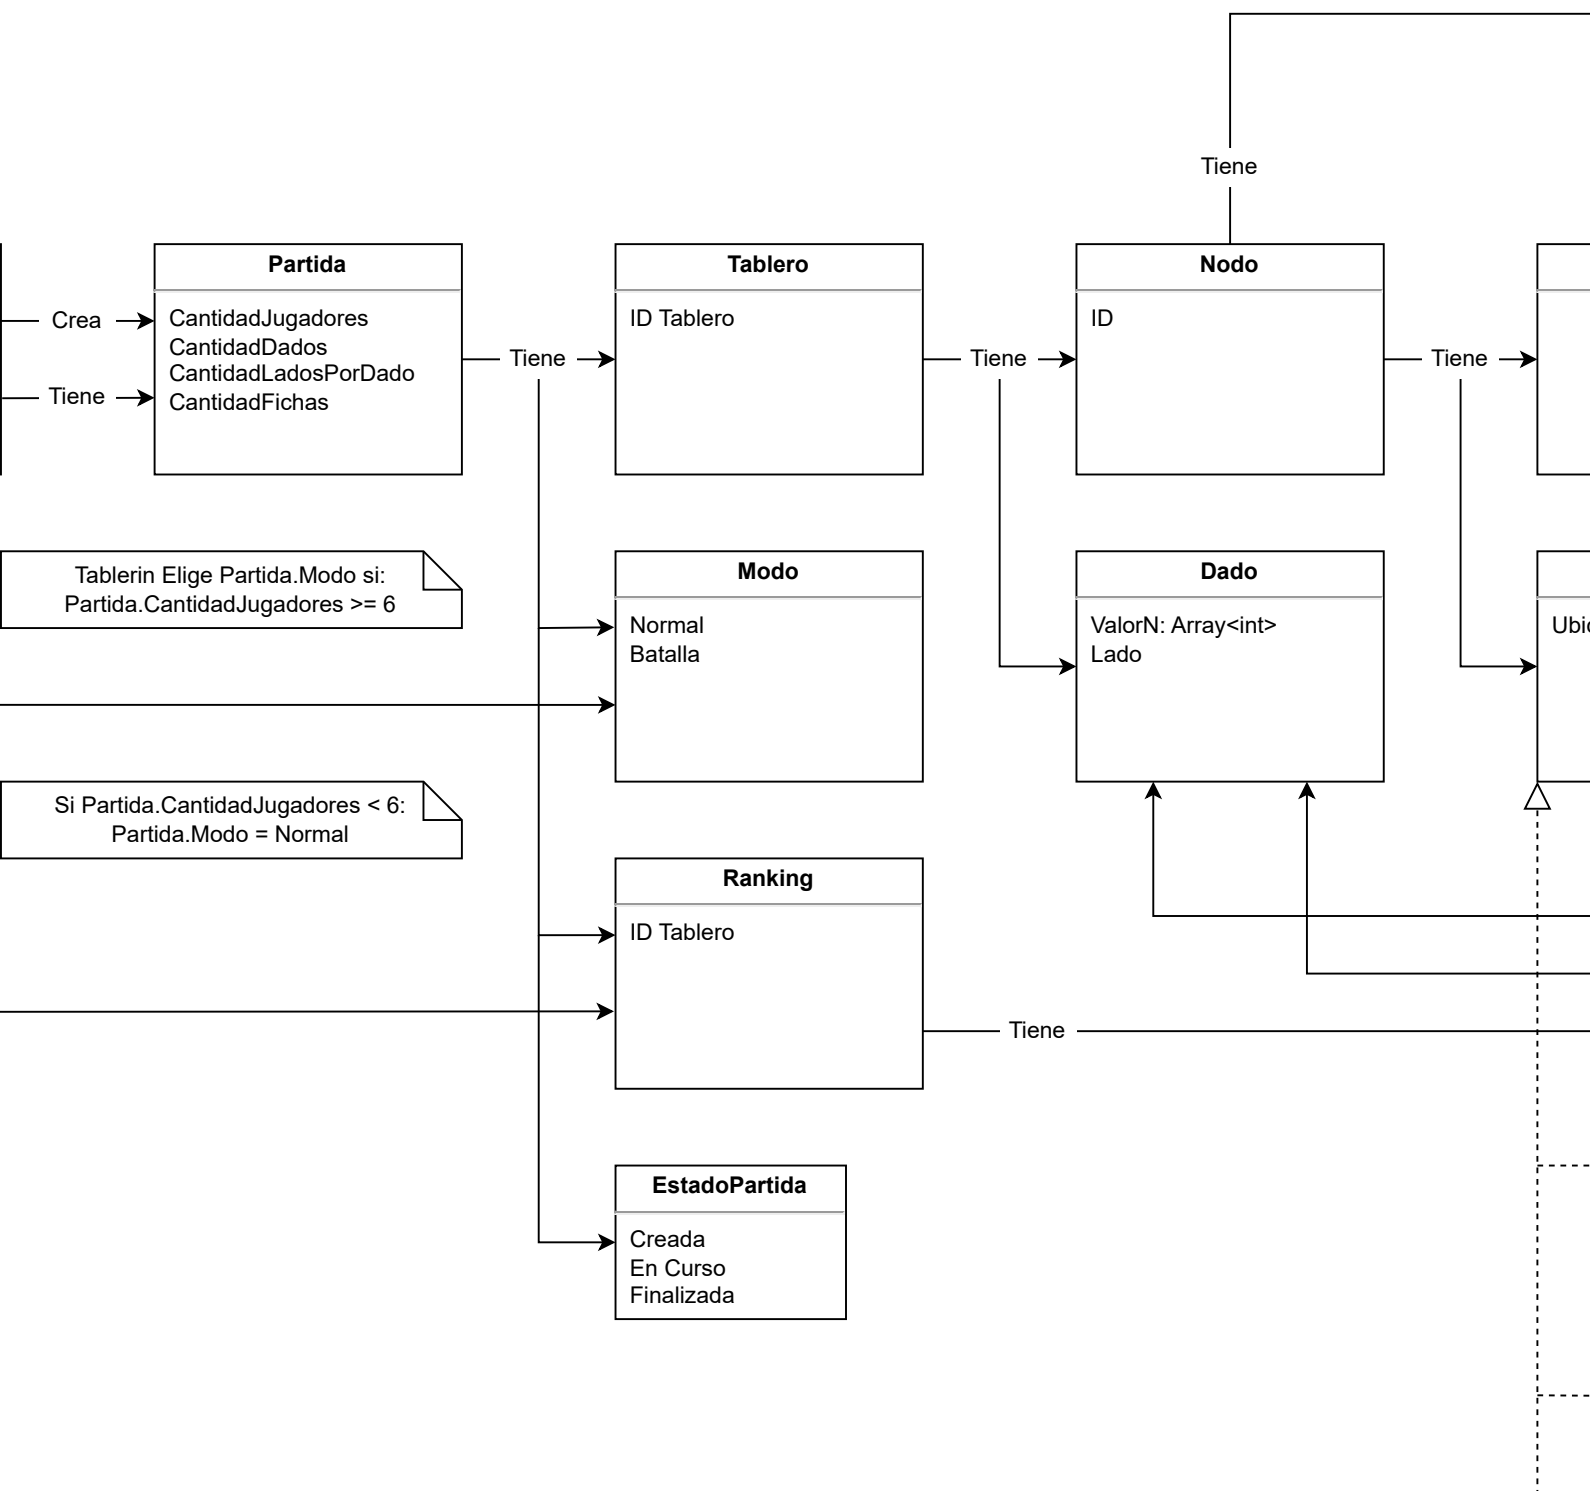 Tiene
Partida
Tablero
Nodo
Crea
CantidadJugadores
CantidadDados
CantidadLadosPorDado
CantidadFichas
Tiene
Tiene
ID Tablero
Tiene
ID
Tiene
Tablerin Elige Partida.Modo si:
Partida.CantidadJugadores >= 6
Modo
Normal
Batalla
Dado
ValorN: Array<int>
Lado
Si Partida.CantidadJugadores < 6:
Partida.Modo = Normal
Ranking
ID Tablero
Tiene
EstadoPartida
Creada
En Curso
Finalizada